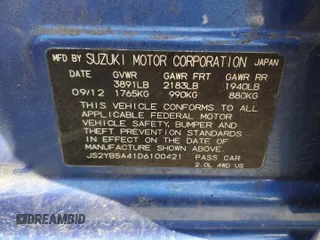 MFD BY SUZUKI MOTOR CORPORATION JAPAN
DATE GVWR GAWR FRT GAWR RR
3891LB 2183LB 1940LB
09/12 1765KG 990KG 880KG
THIS VEHICLE CONFORMS TO ALL
APPLICABLE FEDERAL MOTOR
VEHICLE SAFETY, BUMPER AND
THEFT PREVENTION STANDARDS
IN EFFECT ON THE DATE OF
MANUFACTURE SHOWN ABOVE.
JS2YB5A41D6100421 PASS CAR
2.0L 4WD US
DREAMBID.COM